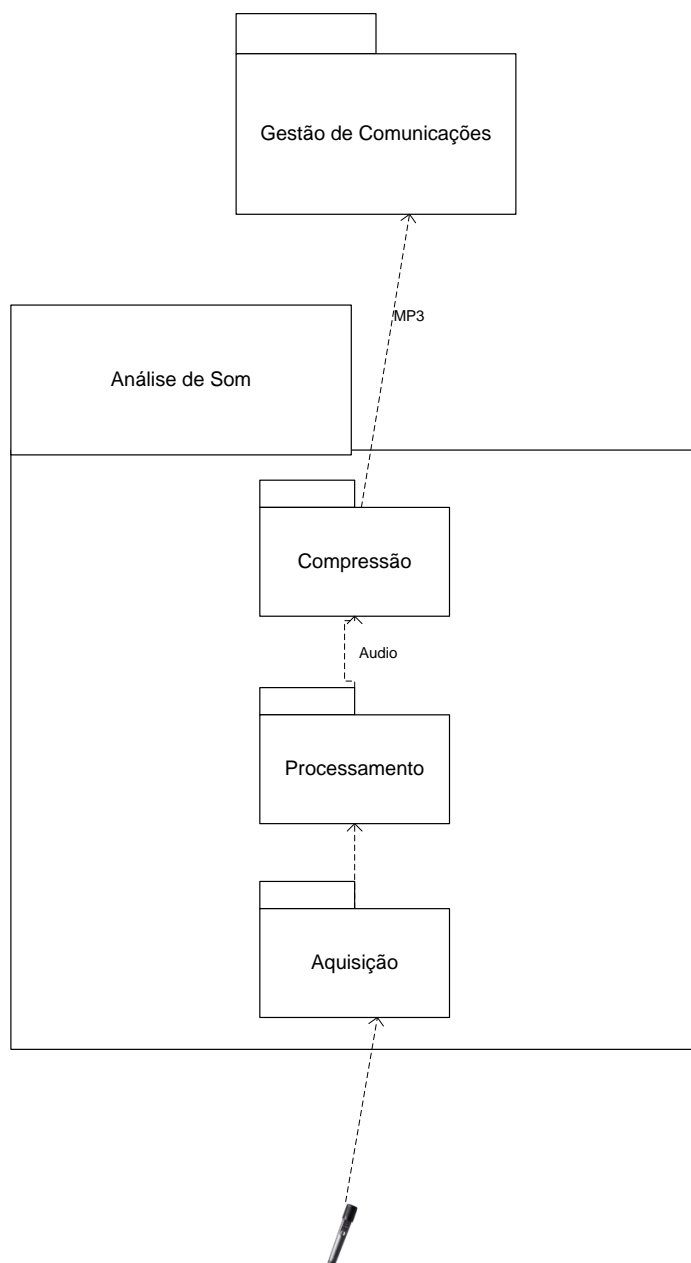 Gestão de Comunicações
MP3
Análise de Som
Compressão
Audio
Processamento
Aquisição